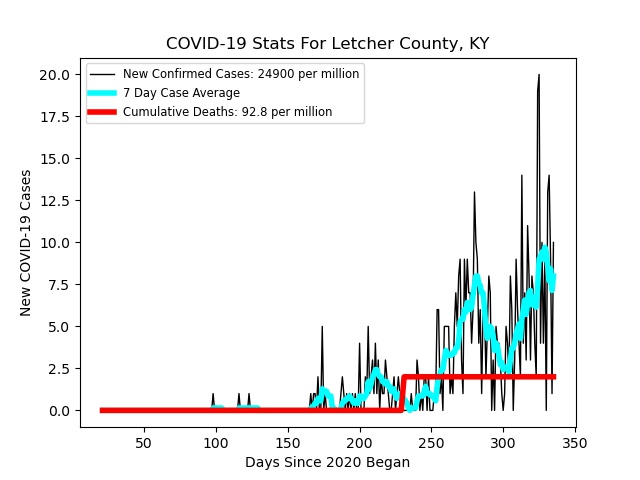 COVID-19 Stats For Letcher County, KY
New Confirmed Cases: 24900 per million
7 Day Case Average
Cumulative Deaths: 92.8 per million
New COVID-19 Cases
20.0
17.5
15.0
12.5
10.0
7.5
5.0
2.5
0.0
50 100 150 200 250 300 350
Days Since 2020 Began